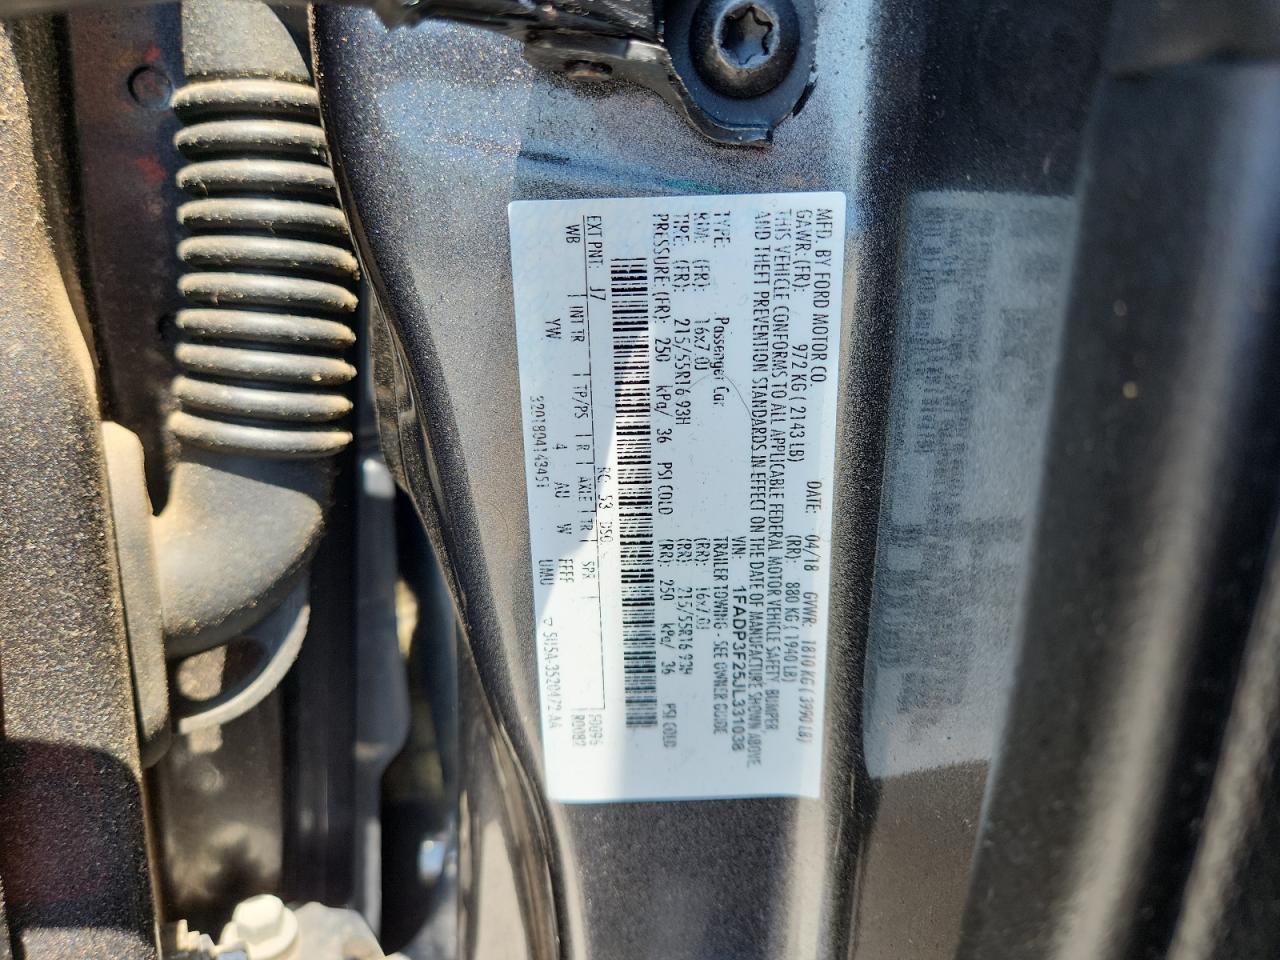 MFD. BY FORD MOTOR CO.
DATE: 04/18 GVWR: 1810 KG ( 3990 LB)
GAWR: (FR): 972 KG ( 2143 LB) (RR): 880 KG ( 1940 LB)
THIS VEHICLE CONFORMS TO ALL APPLICABLE FEDERAL MOTOR VEHICLE SAFETY, BUMPER
AND THEFT PREVENTION STANDARDS IN EFFECT ON THE DATE OF MANUFACTURE SHOWN ABOVE
VIN: 1FADP3F25JL331038
TYPE: Passenger Car TRAILER TOWING - SEE OWNER GUIDE
RIM: (FR): 16x7.0J (RR): 16x7.0J
TIRE: (FR): 215/55R16 93H (RR): 215/55R16 93H
PRESSURE: (FR): 250 kPa/ 36 PSI COLD (RR): 250 kPa/ 36 PSI COLD
RC: 53 DSO:
EXT PNT: J7 INT TR TP/PS R AXLE TR SPR
WB YW 4 AU W FFFF
UMU
S201804143451 5U5A-3520472-AA